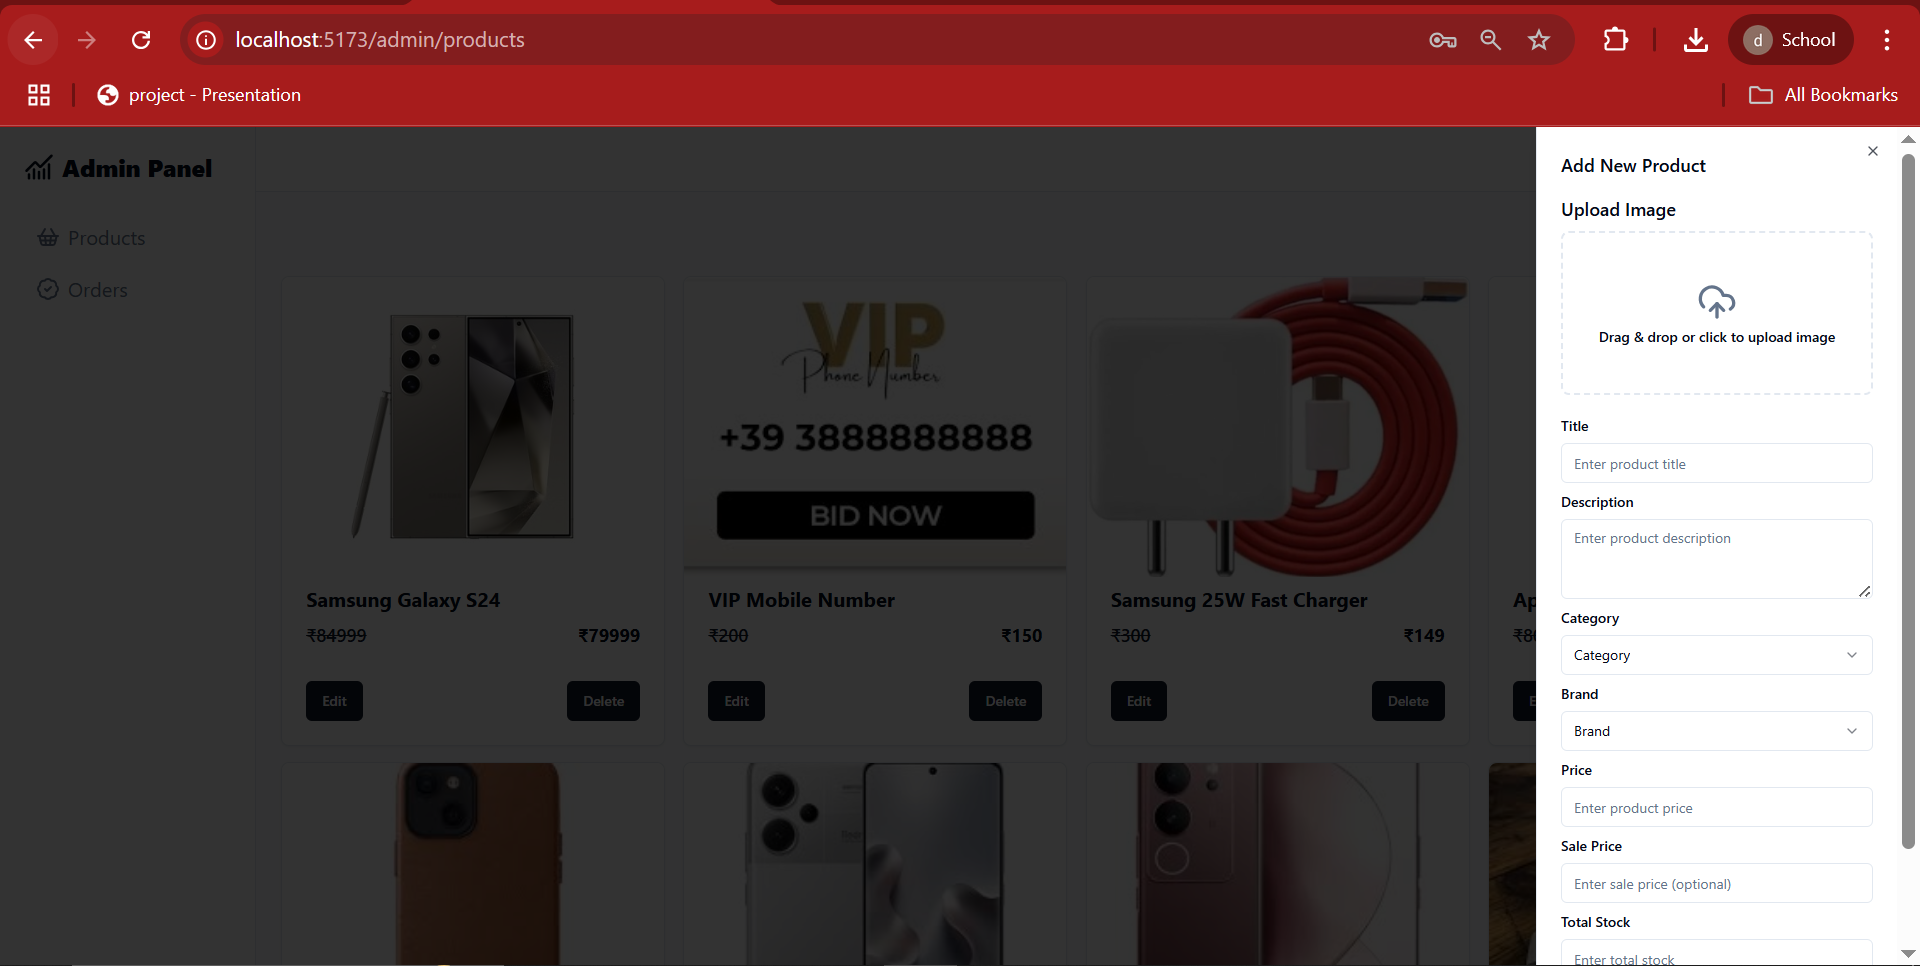 localhost:5173/admin/products
d School
project - Presentation
All Bookmarks
Admin Panel
Products
Orders
VIP
Phone Number
+39 3888888888
BID NOW
Samsung Galaxy S24
₹84999 ₹79999
Edit Delete
VIP Mobile Number
₹200 ₹150
Edit Delete
Samsung 25W Fast Charger
₹300 ₹149
Edit Delete
Add New Product
Upload Image
Drag & drop or click to upload image
Title
Enter product title
Description
Enter product description
Category
Category
Brand
Brand
Price
Enter product price
Sale Price
Enter sale price (optional)
Total Stock
Enter total stock